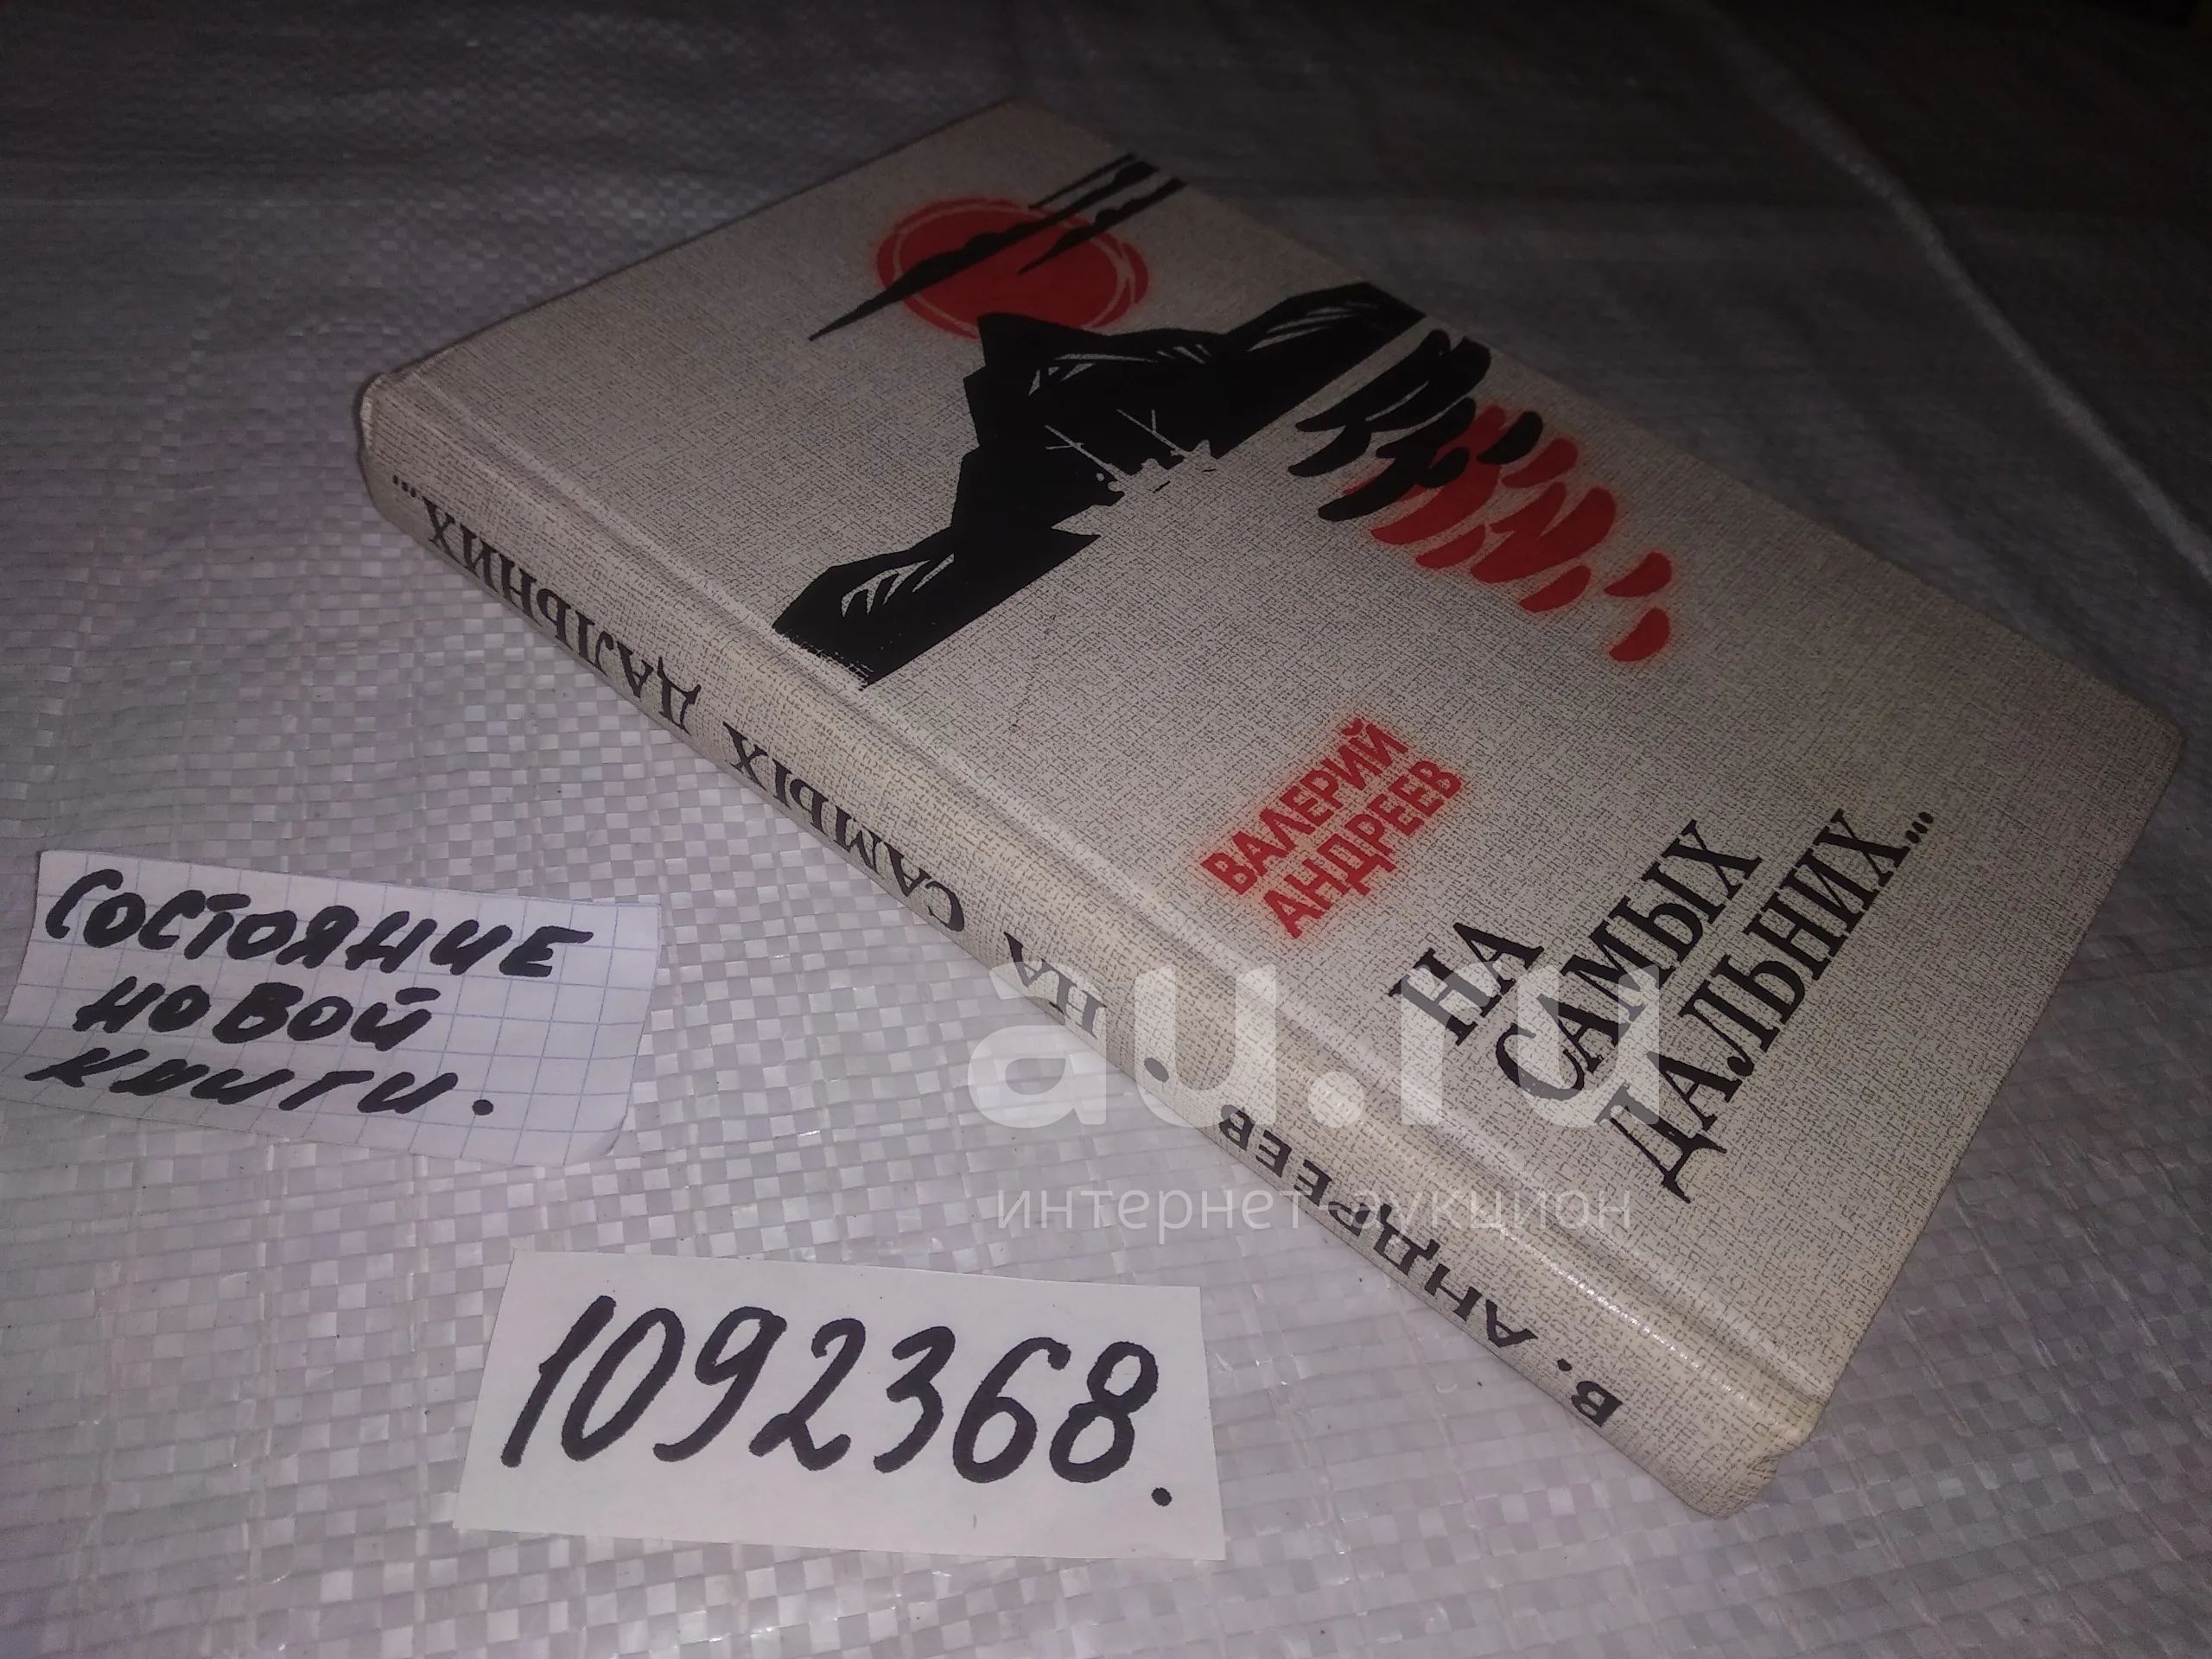 ВАЛЕРИЙ
АНДРЕЕВ
НА
САМЫХ
ДАЛЬНИХ...
В. АНДРЕЕВ • НА САМЫХ ДАЛЬНИХ...
СОСТОЯНИЕ
НОВОЙ
КНИГИ.
1092368.
au.ru
интернет-аукцион